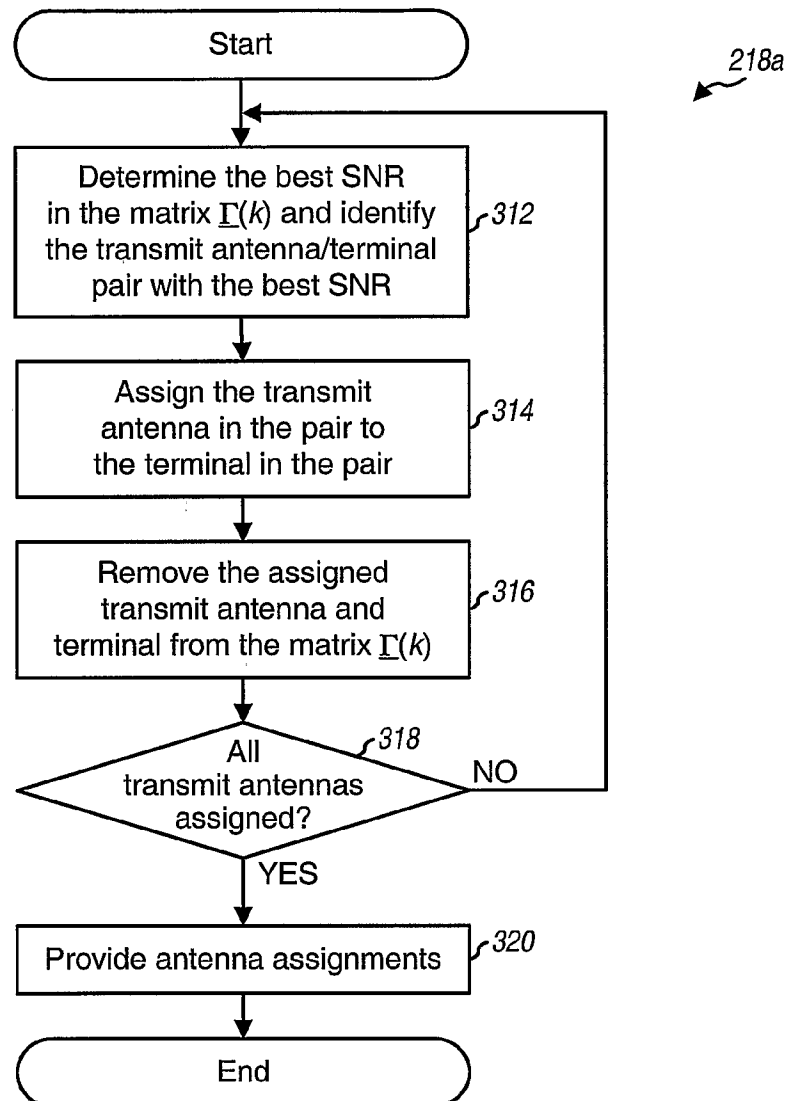 Start
218a
Determine the best SNR
in the matrix Γ(k) and identify
the transmit antenna/terminal
pair with the best SNR
312
Assign the transmit
antenna in the pair to
the terminal in the pair
314
Remove the assigned
transmit antenna and
terminal from the matrix Γ(k)
316
318
All
transmit antennas
assigned?
NO
YES
Provide antenna assignments
320
End